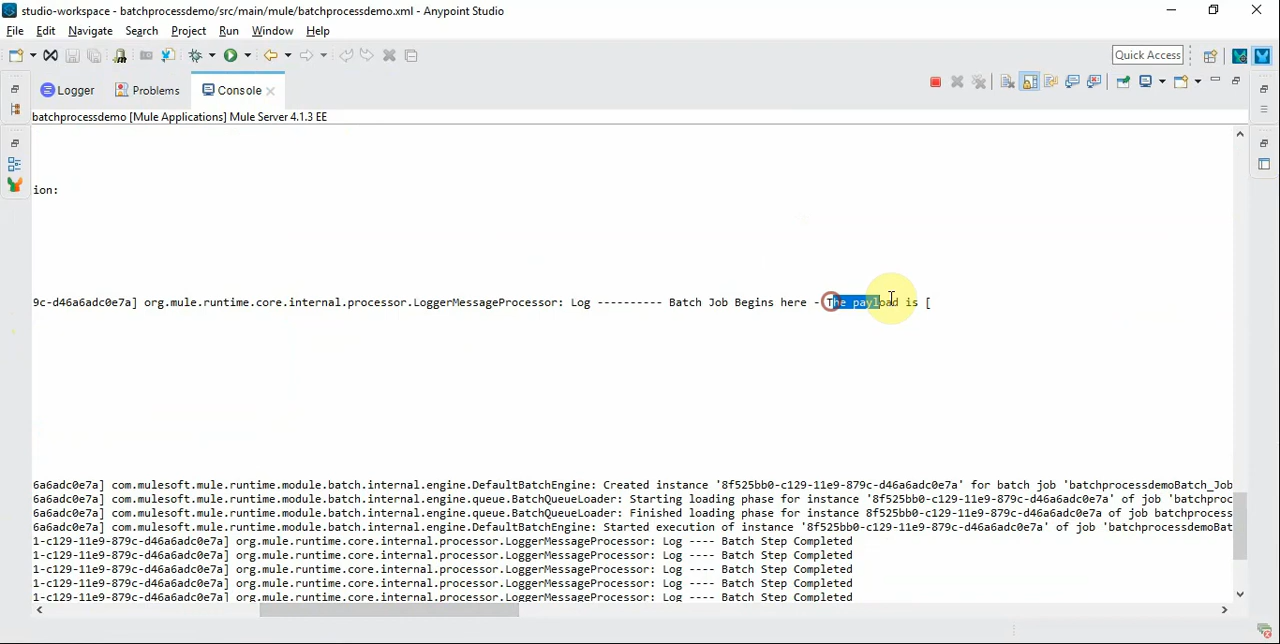 studio-workspace - batchprocessdemo/src/main/mule/batchprocessdemo.xml - Anypoint Studio
File Edit Navigate Search Project Run Window Help
Quick Access
Logger Problems Console
batchprocessdemo [Mule Applications] Mule Server 4.1.3 EE
ion:
9c-d46a6adc0e7a] org.mule.runtime.core.internal.processor.LoggerMessageProcessor: Log ---------- Batch Job Begins here - The payload is [
6a6adc0e7a] com.mulesoft.mule.runtime.module.batch.internal.engine.DefaultBatchEngine: Created instance '8f525bb0-c129-11e9-879c-d46a6adc0e7a' for batch job 'batchprocessdemoBatch_Job
6a6adc0e7a] com.mulesoft.mule.runtime.module.batch.internal.engine.queue.BatchQueueLoader: Starting loading phase for instance '8f525bb0-c129-11e9-879c-d46a6adc0e7a' of job 'batchproc
6a6adc0e7a] com.mulesoft.mule.runtime.module.batch.internal.engine.queue.BatchQueueLoader: Finished loading phase for instance 8f525bb0-c129-11e9-879c-d46a6adc0e7a of job batchprocess
6a6adc0e7a] com.mulesoft.mule.runtime.module.batch.internal.engine.DefaultBatchEngine: Started execution of instance '8f525bb0-c129-11e9-879c-d46a6adc0e7a' of job 'batchprocessdemoBat
1-c129-11e9-879c-d46a6adc0e7a] org.mule.runtime.core.internal.processor.LoggerMessageProcessor: Log ---- Batch Step Completed
1-c129-11e9-879c-d46a6adc0e7a] org.mule.runtime.core.internal.processor.LoggerMessageProcessor: Log ---- Batch Step Completed
1-c129-11e9-879c-d46a6adc0e7a] org.mule.runtime.core.internal.processor.LoggerMessageProcessor: Log ---- Batch Step Completed
1-c129-11e9-879c-d46a6adc0e7a] org.mule.runtime.core.internal.processor.LoggerMessageProcessor: Log ---- Batch Step Completed
1-c129-11e9-879c-d46a6adc0e7a] org.mule.runtime.core.internal.processor.LoggerMessageProcessor: Log ---- Batch Step Completed